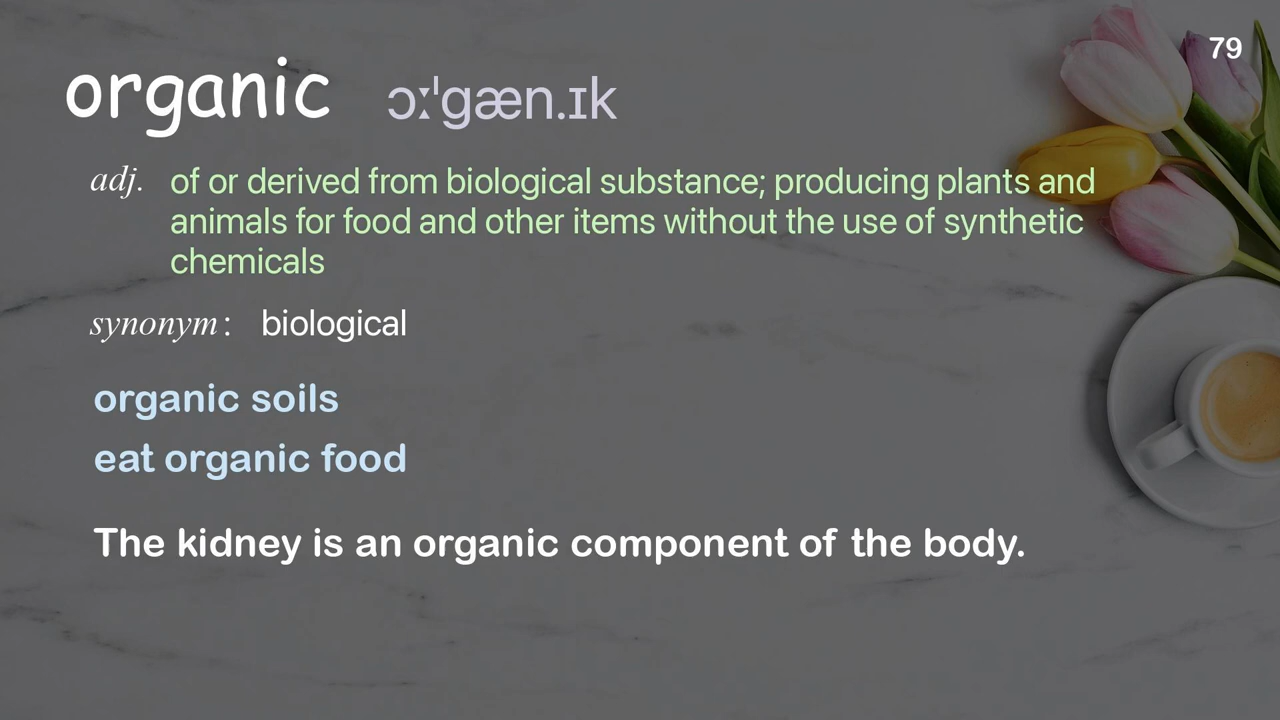 79
organic ɔːˈɡæn.ɪk
adj. of or derived from biological substance; producing plants and
animals for food and other items without the use of synthetic
chemicals
synonym: biological
organic soils
eat organic food
The kidney is an organic component of the body.